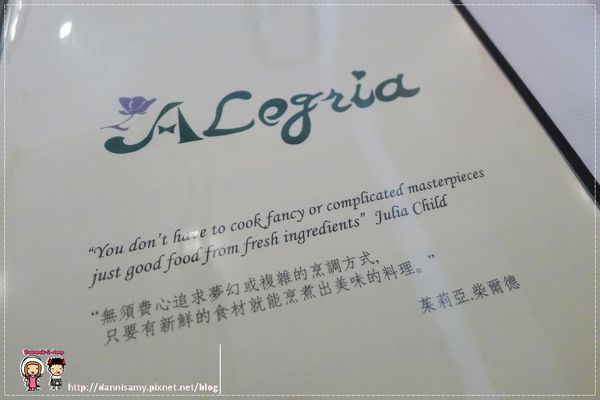 ALegria
“You don't have to cook fancy or complicated masterpieces
just good food from fresh ingredients” Julia Child
“無須費心追求夢幻或複雜的烹調方式,
只要有新鮮的食材就能烹煮出美味的料理。”
茱莉亞.柴爾德
Dannis & Amy
http://dannisamy.pixnet.net/blog